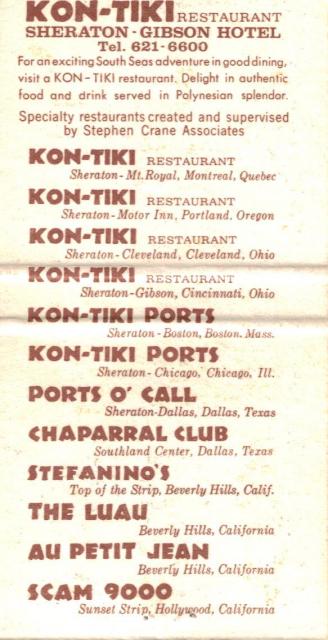 KON-TIKI RESTAURANT
SHERATON - GIBSON HOTEL
Tel. 621-6600
For an exciting South Seas adventure in good dining,
visit a KON-TIKI restaurant. Delight in authentic
food and drink served in Polynesian splendor.
Specialty restaurants created and supervised
by Stephen Crane Associates
KON-TIKI RESTAURANT
Sheraton-Mt.Royal, Montreal, Quebec
KON-TIKI RESTAURANT
Sheraton-Motor Inn, Portland. Oregon
KON-TIKI RESTAURANT
Sheraton-Cleveland, Cleveland, Ohio
KON-TIKI RESTAURANT
Sheraton-Gibson, Cincinnati, Ohio
KON-TIKI PORTS
Sheraton-Boston, Boston. Mass.
KON-TIKI PORTS
Sheraton-Chicago, Chicago, Ill.
PORTS O' CALL
Sheraton-Dallas, Dallas, Texas
CHAPARRAL CLUB
Southland Center, Dallas, Texas
STEFANINO'S
Top of the Strip, Beverly Hills, Calif.
THE LUAU
Beverly Hills, California
AU PETIT JEAN
Beverly Hills, California
SCAM 9000
Sunset Strip, Hollywood, California